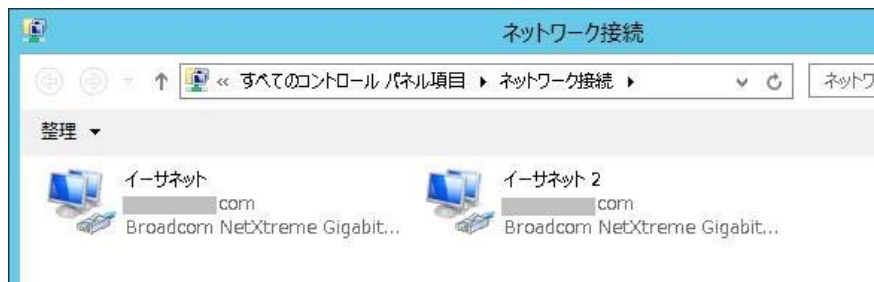 ネットワーク接続
« すべてのコントロール パネル項目 ▶ ネットワーク接続 ▶
ネットワ
整理 ▼
イーサネット
com
Broadcom NetXtreme Gigabit...
イーサネット 2
com
Broadcom NetXtreme Gigabit...